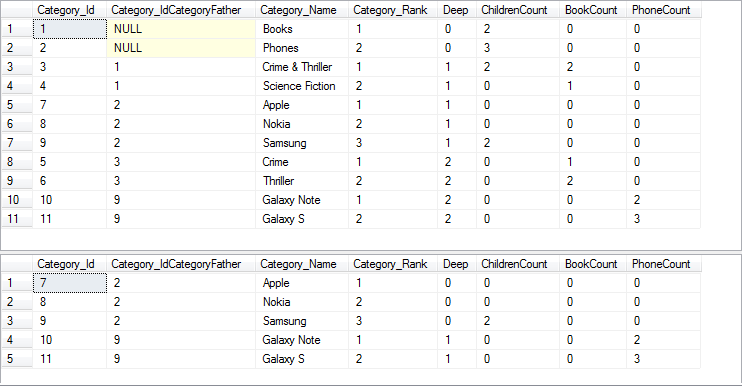 Category_Id Category_IdCategoryFather Category_Name Category_Rank Deep ChildrenCount BookCount PhoneCount
1 1 NULL Books 1 0 2 0 0
2 2 NULL Phones 2 0 3 0 0
3 3 1 Crime & Thriller 1 1 2 2 0
4 4 1 Science Fiction 2 1 0 1 0
5 7 2 Apple 1 1 0 0 0
6 8 2 Nokia 2 1 0 0 0
7 9 2 Samsung 3 1 2 0 0
8 5 3 Crime 1 2 0 1 0
9 6 3 Thriller 2 2 0 2 0
10 10 9 Galaxy Note 1 2 0 0 2
11 11 9 Galaxy S 2 2 0 0 3
Category_Id Category_IdCategoryFather Category_Name Category_Rank Deep ChildrenCount BookCount PhoneCount
1 7 2 Apple 1 0 0 0 0
2 8 2 Nokia 2 0 0 0 0
3 9 2 Samsung 3 0 2 0 0
4 10 9 Galaxy Note 1 1 0 0 2
5 11 9 Galaxy S 2 1 0 0 3